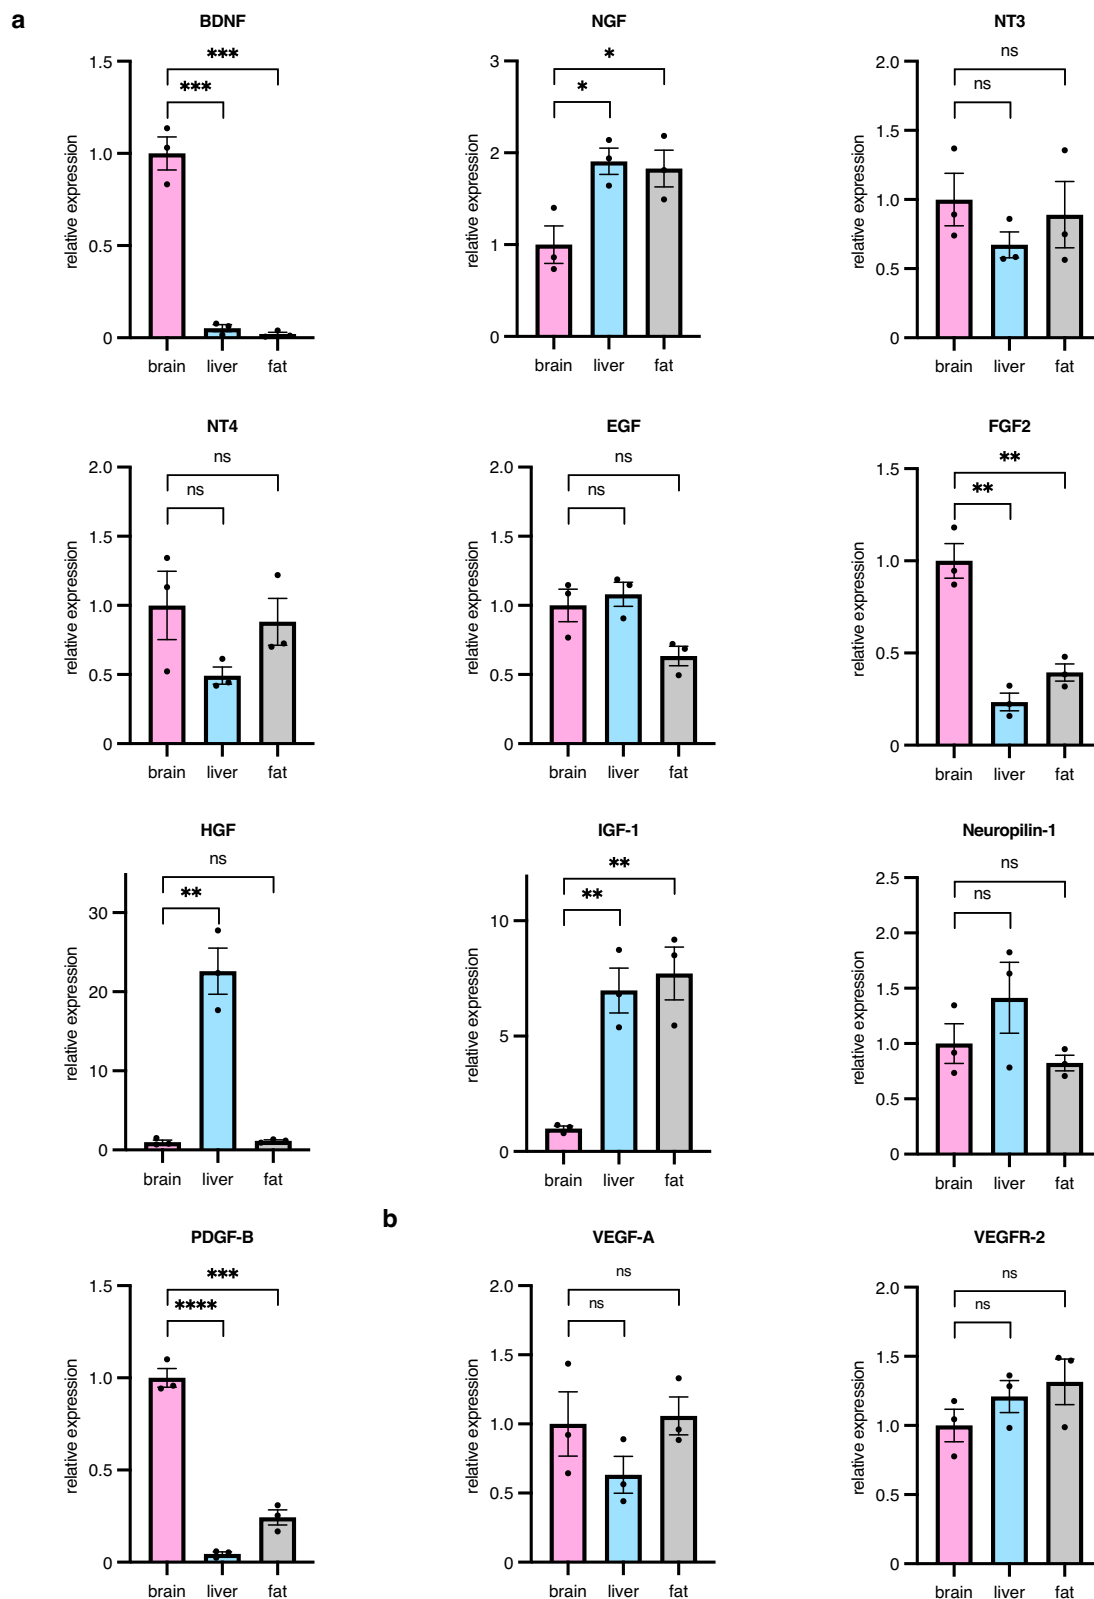 a
BDNF
***
***
1.5
1.0
0.5
0
relative expression
brain liver fat
NGF
*
*
3
2
1
0
relative expression
brain liver fat
NT3
ns
ns
2.0
1.5
1.0
0.5
0
relative expression
brain liver fat
NT4
ns
ns
2.0
1.5
1.0
0.5
0
relative expression
brain liver fat
EGF
ns
ns
2.0
1.5
1.0
0.5
0
relative expression
brain liver fat
FGF2
**
**
1.5
1.0
0.5
0
relative expression
brain liver fat
HGF
ns
**
30
20
10
0
relative expression
brain liver fat
IGF-1
**
**
10
5
0
relative expression
brain liver fat
Neuropilin-1
ns
ns
2.5
2.0
1.5
1.0
0.5
0
relative expression
brain liver fat
PDGF-B
***
****
1.5
1.0
0.5
0
relative expression
brain liver fat
b
VEGF-A
ns
ns
2.0
1.5
1.0
0.5
0
relative expression
brain liver fat
VEGFR-2
ns
ns
2.0
1.5
1.0
0.5
0
relative expression
brain liver fat